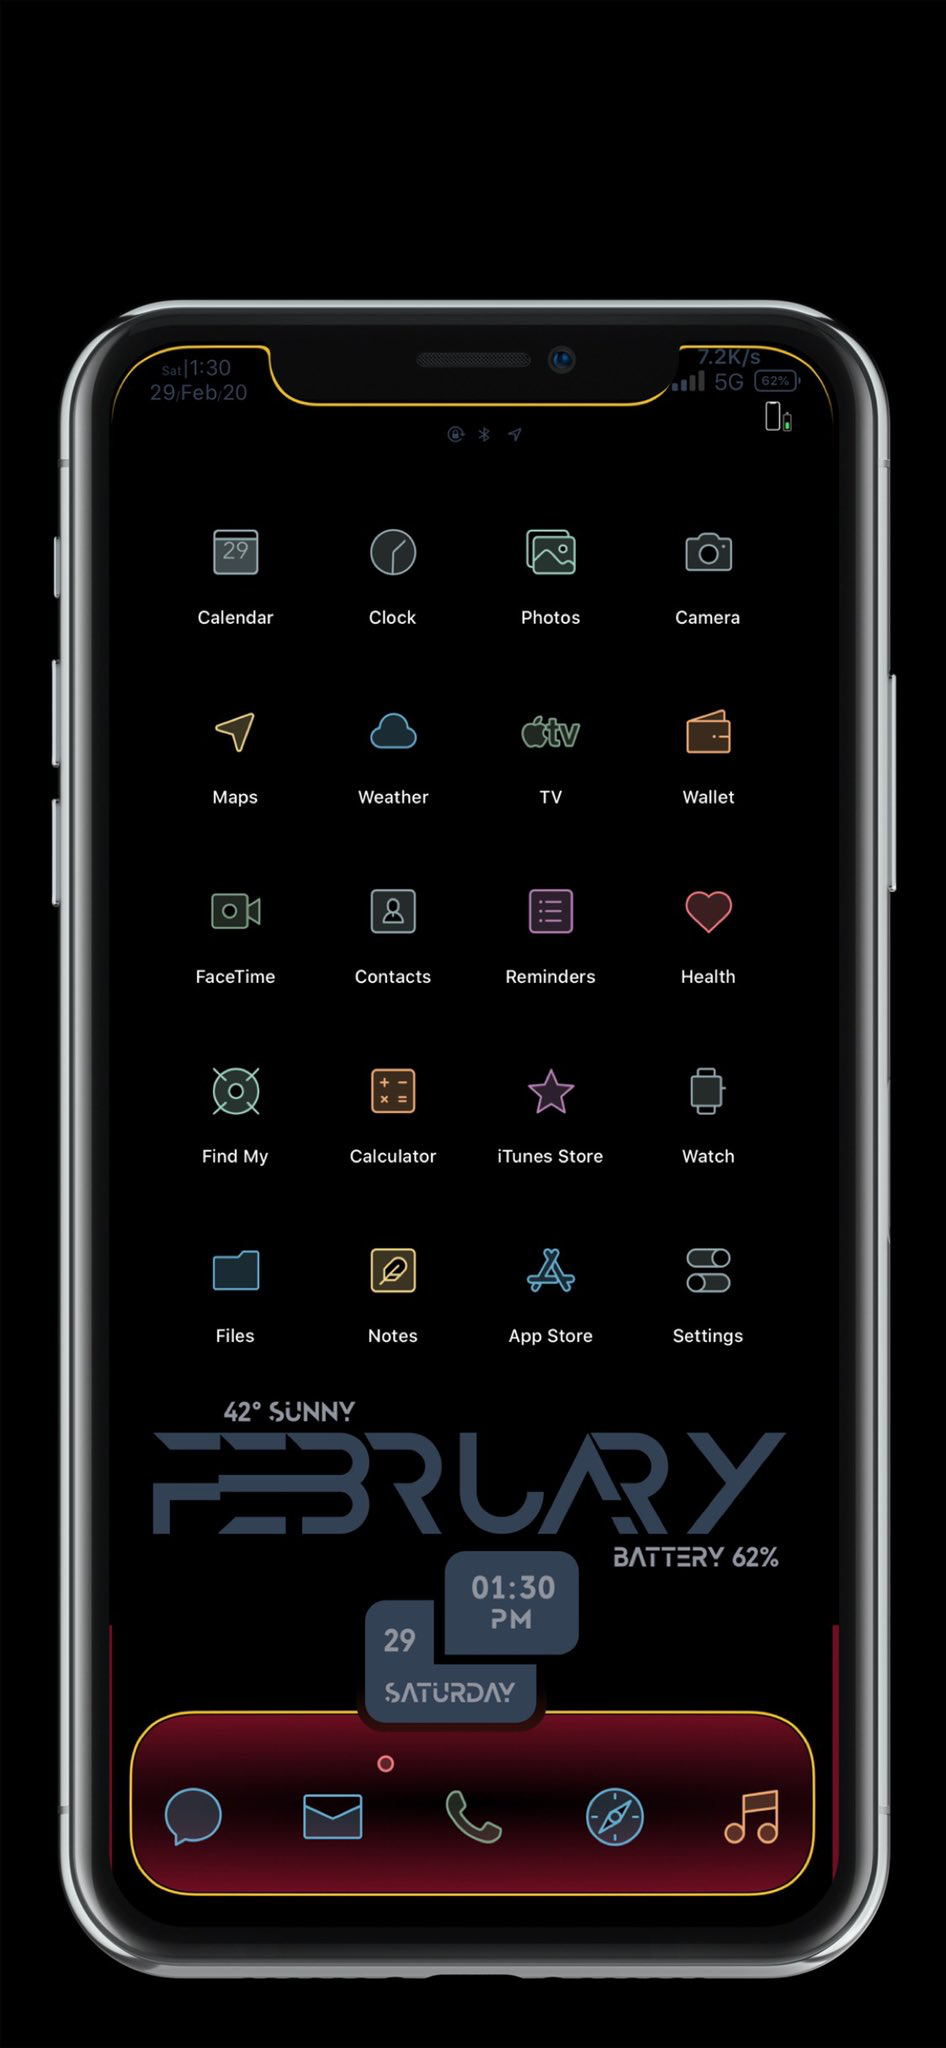 Sat|1:30
29/Feb/20
7.2K/s
5G 62%
29
Calendar Clock Photos Camera
tv
Maps Weather TV Wallet
FaceTime Contacts Reminders Health
Find My Calculator iTunes Store Watch
Files Notes App Store Settings
42° SUNNY
FEBRUARY
BATTERY 62%
01:30
PM
29
SATURDAY